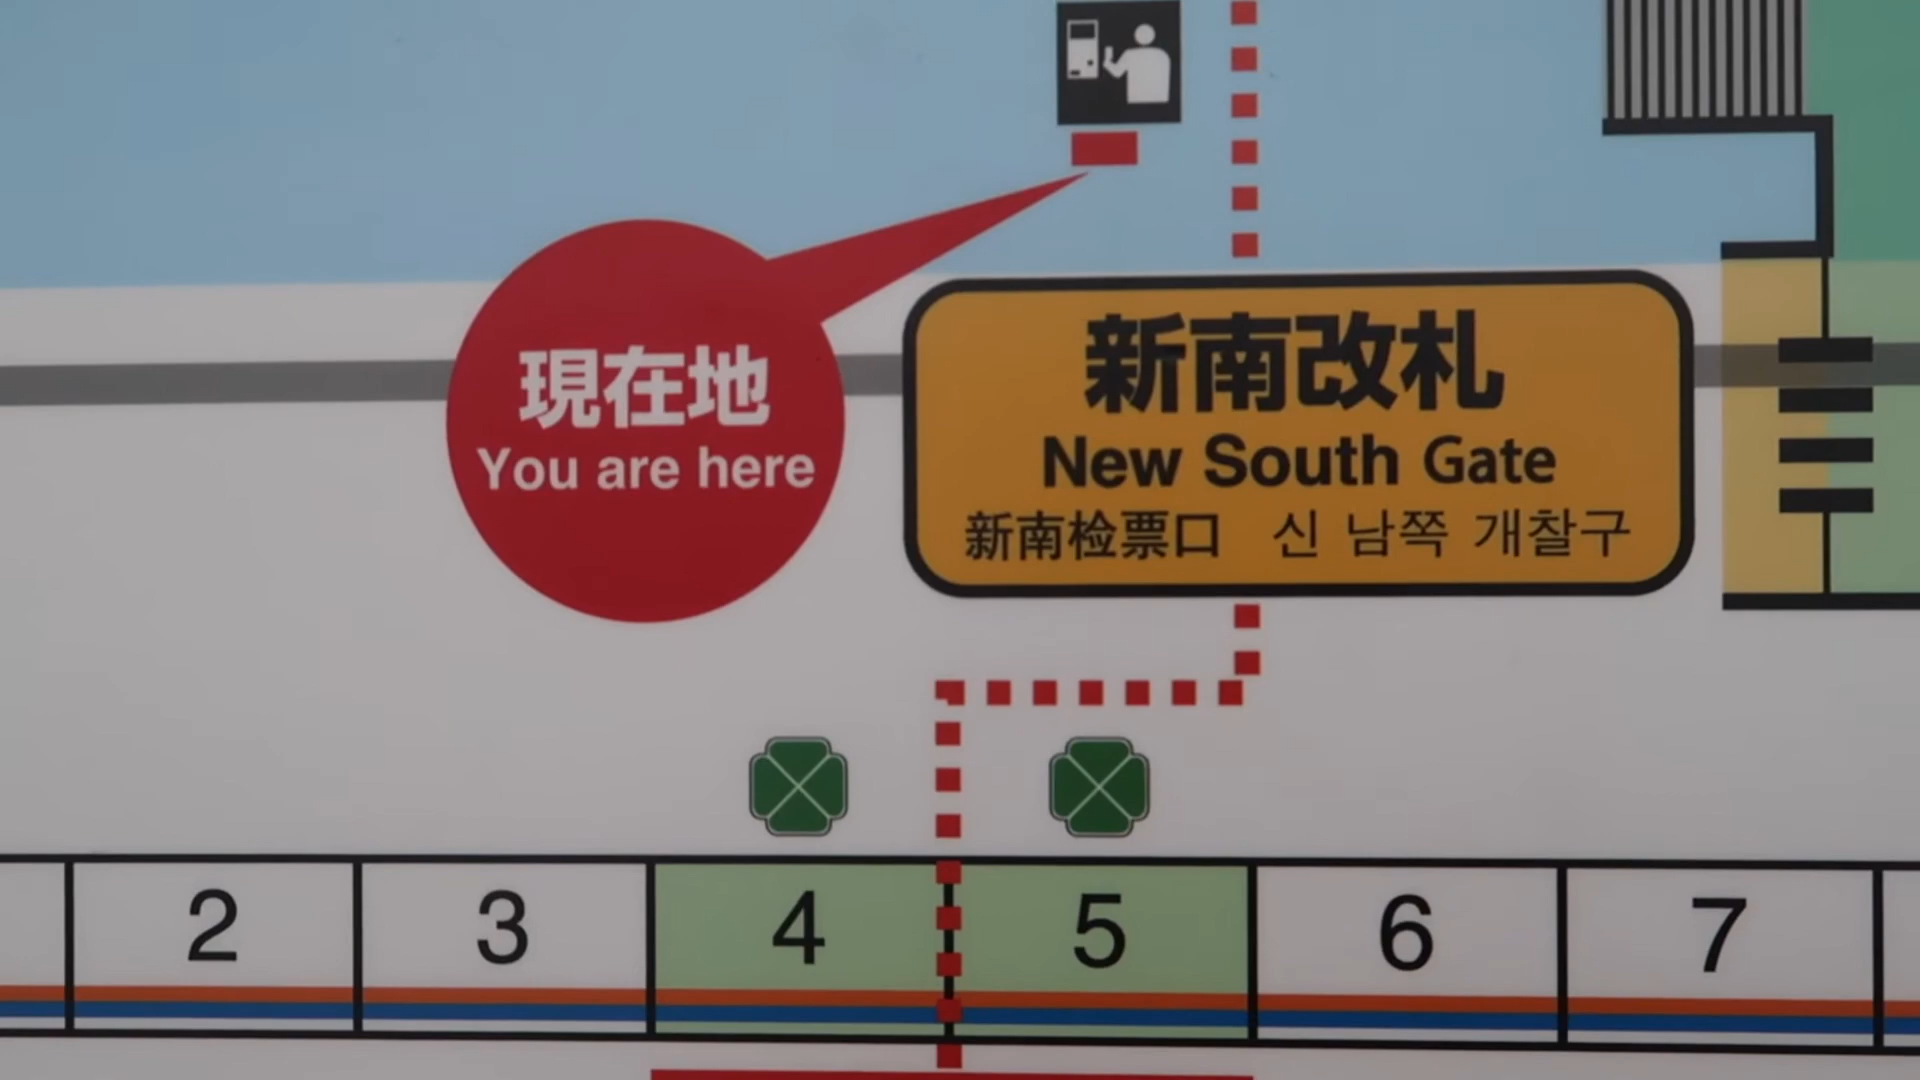 現在地
You are here
新南改札
New South Gate
新南检票口 신 남쪽 개찰구
2 3 4 5 6 7